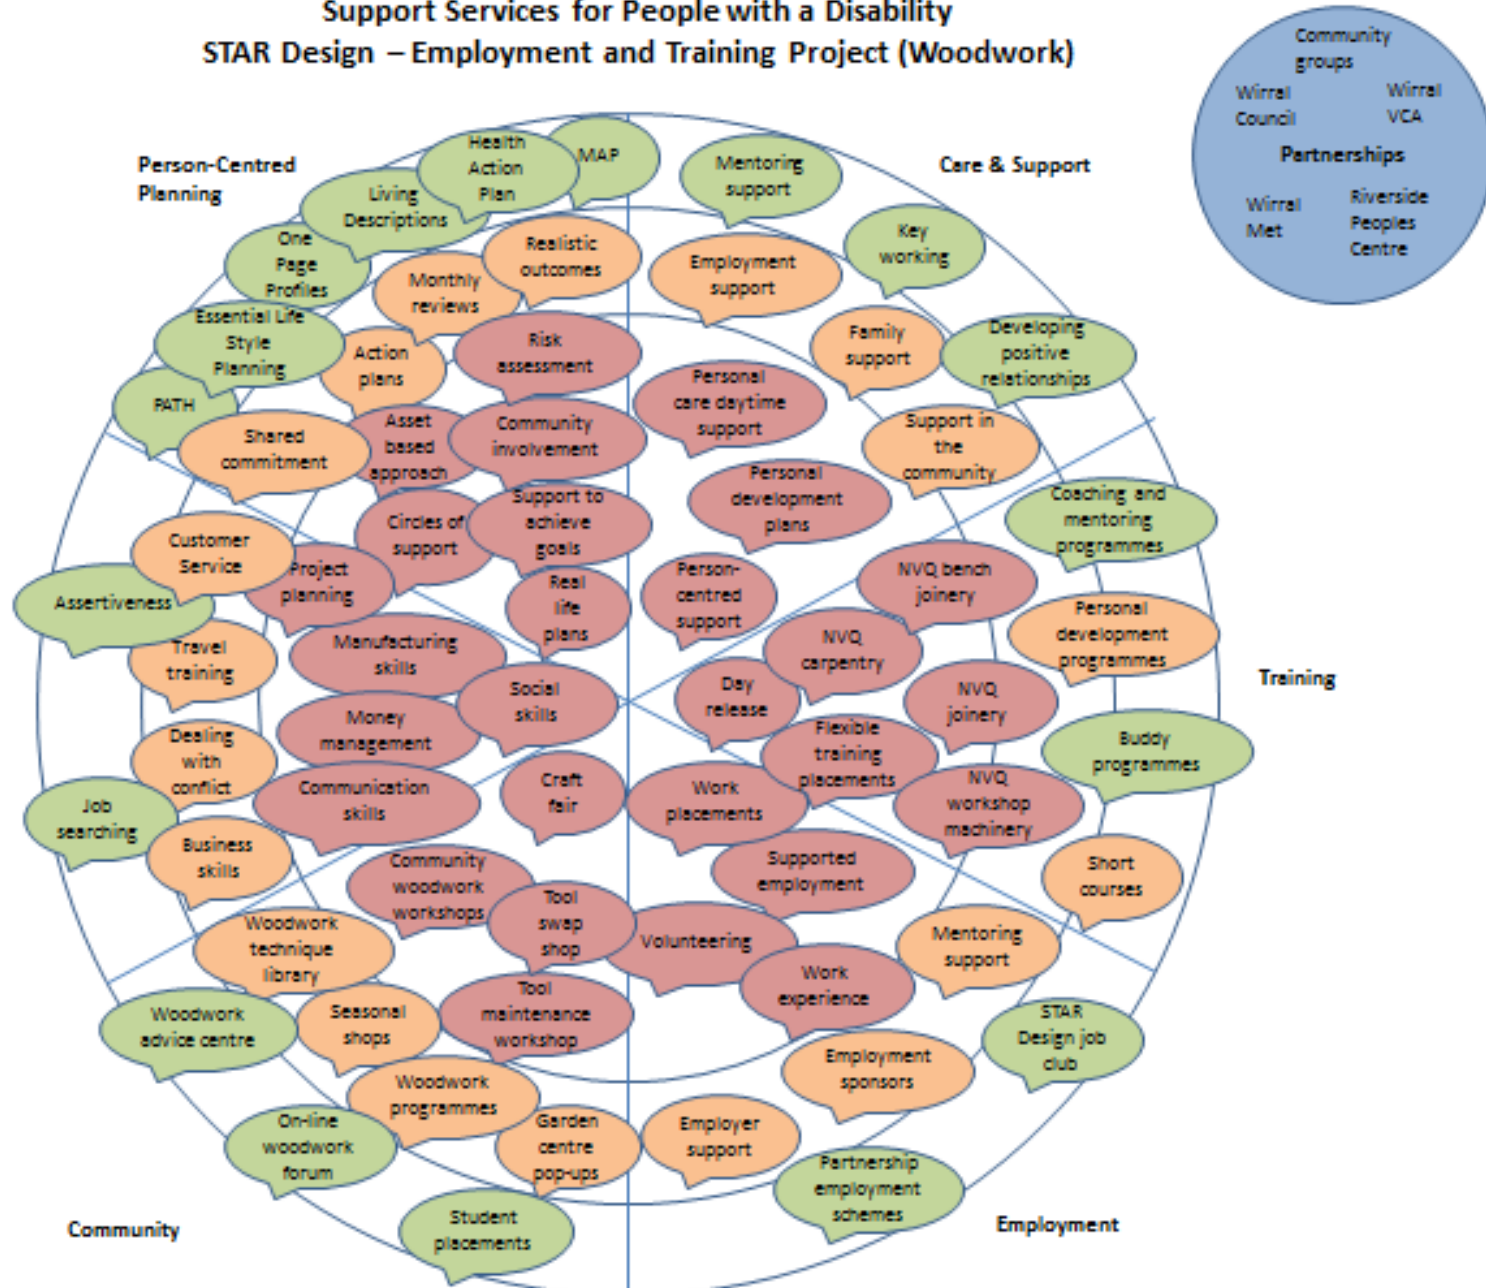 Support Services for People with a Disability
STAR Design – Employment and Training Project (Woodwork)
Community
groups
Wirral
Council
Wirral
VCA
Partnerships
Wirral
Met
Riverside
Peoples
Centre
Person-Centred
Planning
Care & Support
Health
Action
Plan
MAP
Living
Descriptions
One
Page
Profiles
Essential Life
Style
Planning
PATH
Realistic
outcomes
Monthly
reviews
Action
plans
Shared
commitment
Risk
assessment
Asset
based
approach
Community
involvement
Circles of
support
Support to
achieve
goals
Real
life
plans
Mentoring
support
Key
working
Developing
positive
relationships
Employment
support
Family
support
Support in
the
community
Personal
care daytime
support
Personal
development
plans
Person-
centred
support
Training
Coaching and
mentoring
programmes
NVQ bench
joinery
Personal
development
programmes
NVQ
carpentry
Day
release
NVQ
joinery
Flexible
training
placements
Buddy
programmes
NVQ
workshop
machinery
Short
courses
Customer
Service
Assertiveness
Project
planning
Travel
training
Manufacturing
skills
Social
skills
Money
management
Dealing
with
conflict
Communication
skills
Job
searching
Business
skills
Craft
fair
Community
woodwork
workshops
Tool
swap
shop
Woodwork
technique
library
Tool
maintenance
workshop
Seasonal
shops
Woodwork
advice centre
Woodwork
programmes
On-line
woodwork
forum
Garden
centre
pop-ups
Student
placements
Community
Work
placements
Supported
employment
Volunteering
Work
experience
Mentoring
support
STAR
Design job
club
Employment
sponsors
Employer
support
Partnership
employment
schemes
Employment